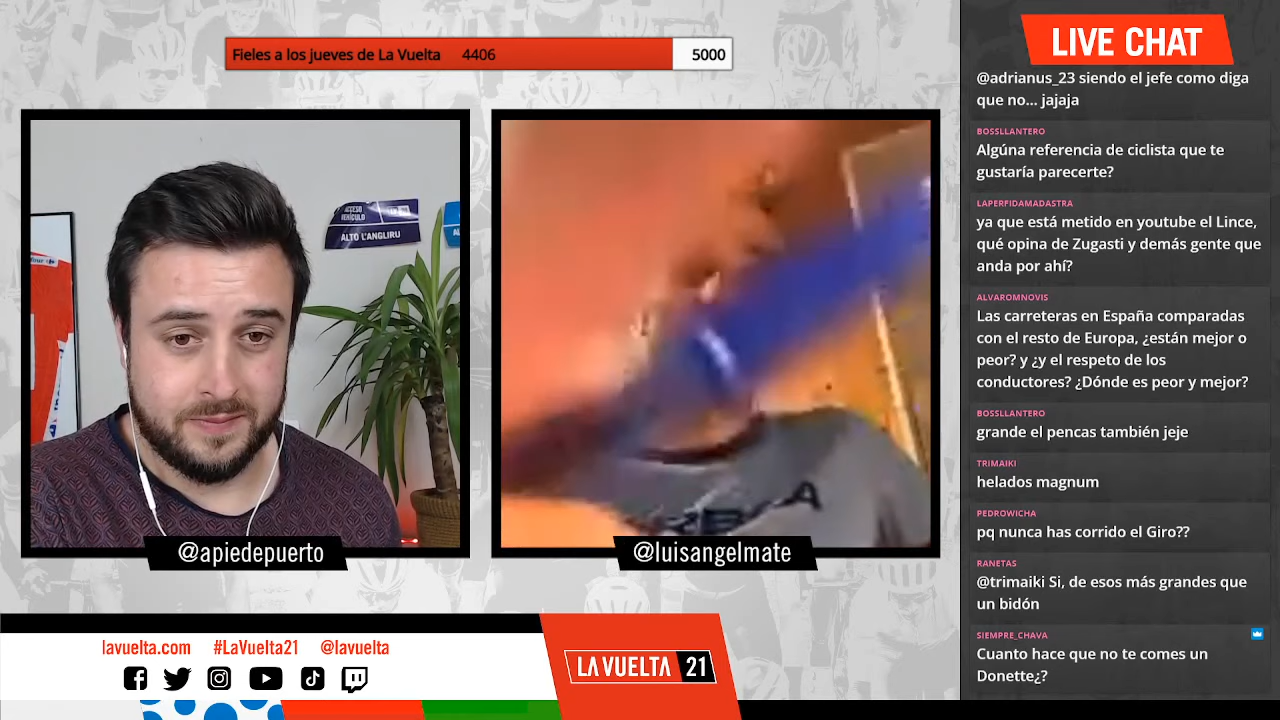 Fieles a los jueves de La Vuelta 4406 5000
ACCESO
VEHÍCULO
ALTO L'ANGLIRU
@apiedepuerto
@luisangelmate
lavuelta.com #LaVuelta21 @lavuelta
LA VUELTA 21
LIVE CHAT
@adrianus_23 siendo el jefe como diga
que no... jajaja
BOSSLLANTERO
Algúna referencia de ciclista que te
gustaría parecerte?
LAPERFIDAMADASTRA
ya que está metido en youtube el Lince,
qué opina de Zugasti y demás gente que
anda por ahí?
ALVAROMNOVIS
Las carreteras en España comparadas
con el resto de Europa, ¿están mejor o
peor? y ¿y el respeto de los
conductores? ¿Dónde es peor y mejor?
BOSSLLANTERO
grande el pencas también jeje
TRIMAIKI
helados magnum
PEDROWICHA
pq nunca has corrido el Giro??
RANETAS
@trimaiki Si, de esos más grandes que
un bidón
SIEMPRE_CHAVA
Cuanto hace que no te comes un
Donette¿?